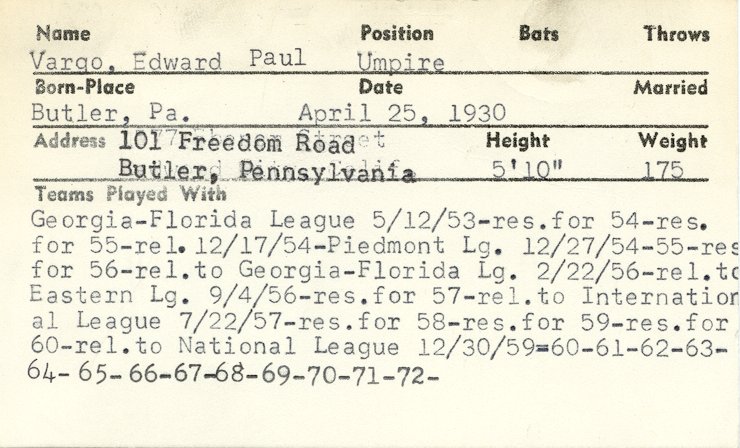 Name Position Bats Throws
Vargo, Edward Paul Umpire
Born-Place Date Married
Butler, Pa. April 25, 1930
Address 101 Freedom Road Height Weight
Butler, Pennsylvania 5'10" 175
Teams Played With
Georgia-Florida League 5/12/53-res.for 54-res.
for 55-rel. 12/17/54-Piedmont Lg. 12/27/54-55-res
for 56-rel.to Georgia-Florida Lg. 2/22/56-rel.to
Eastern Lg. 9/4/56-res.for 57-rel.to Internation
al League 7/22/57-res.for 58-res.for 59-res.for
60-rel.to National League 12/30/59=60-61-62-63-
64-65-66-67-68-69-70-71-72-